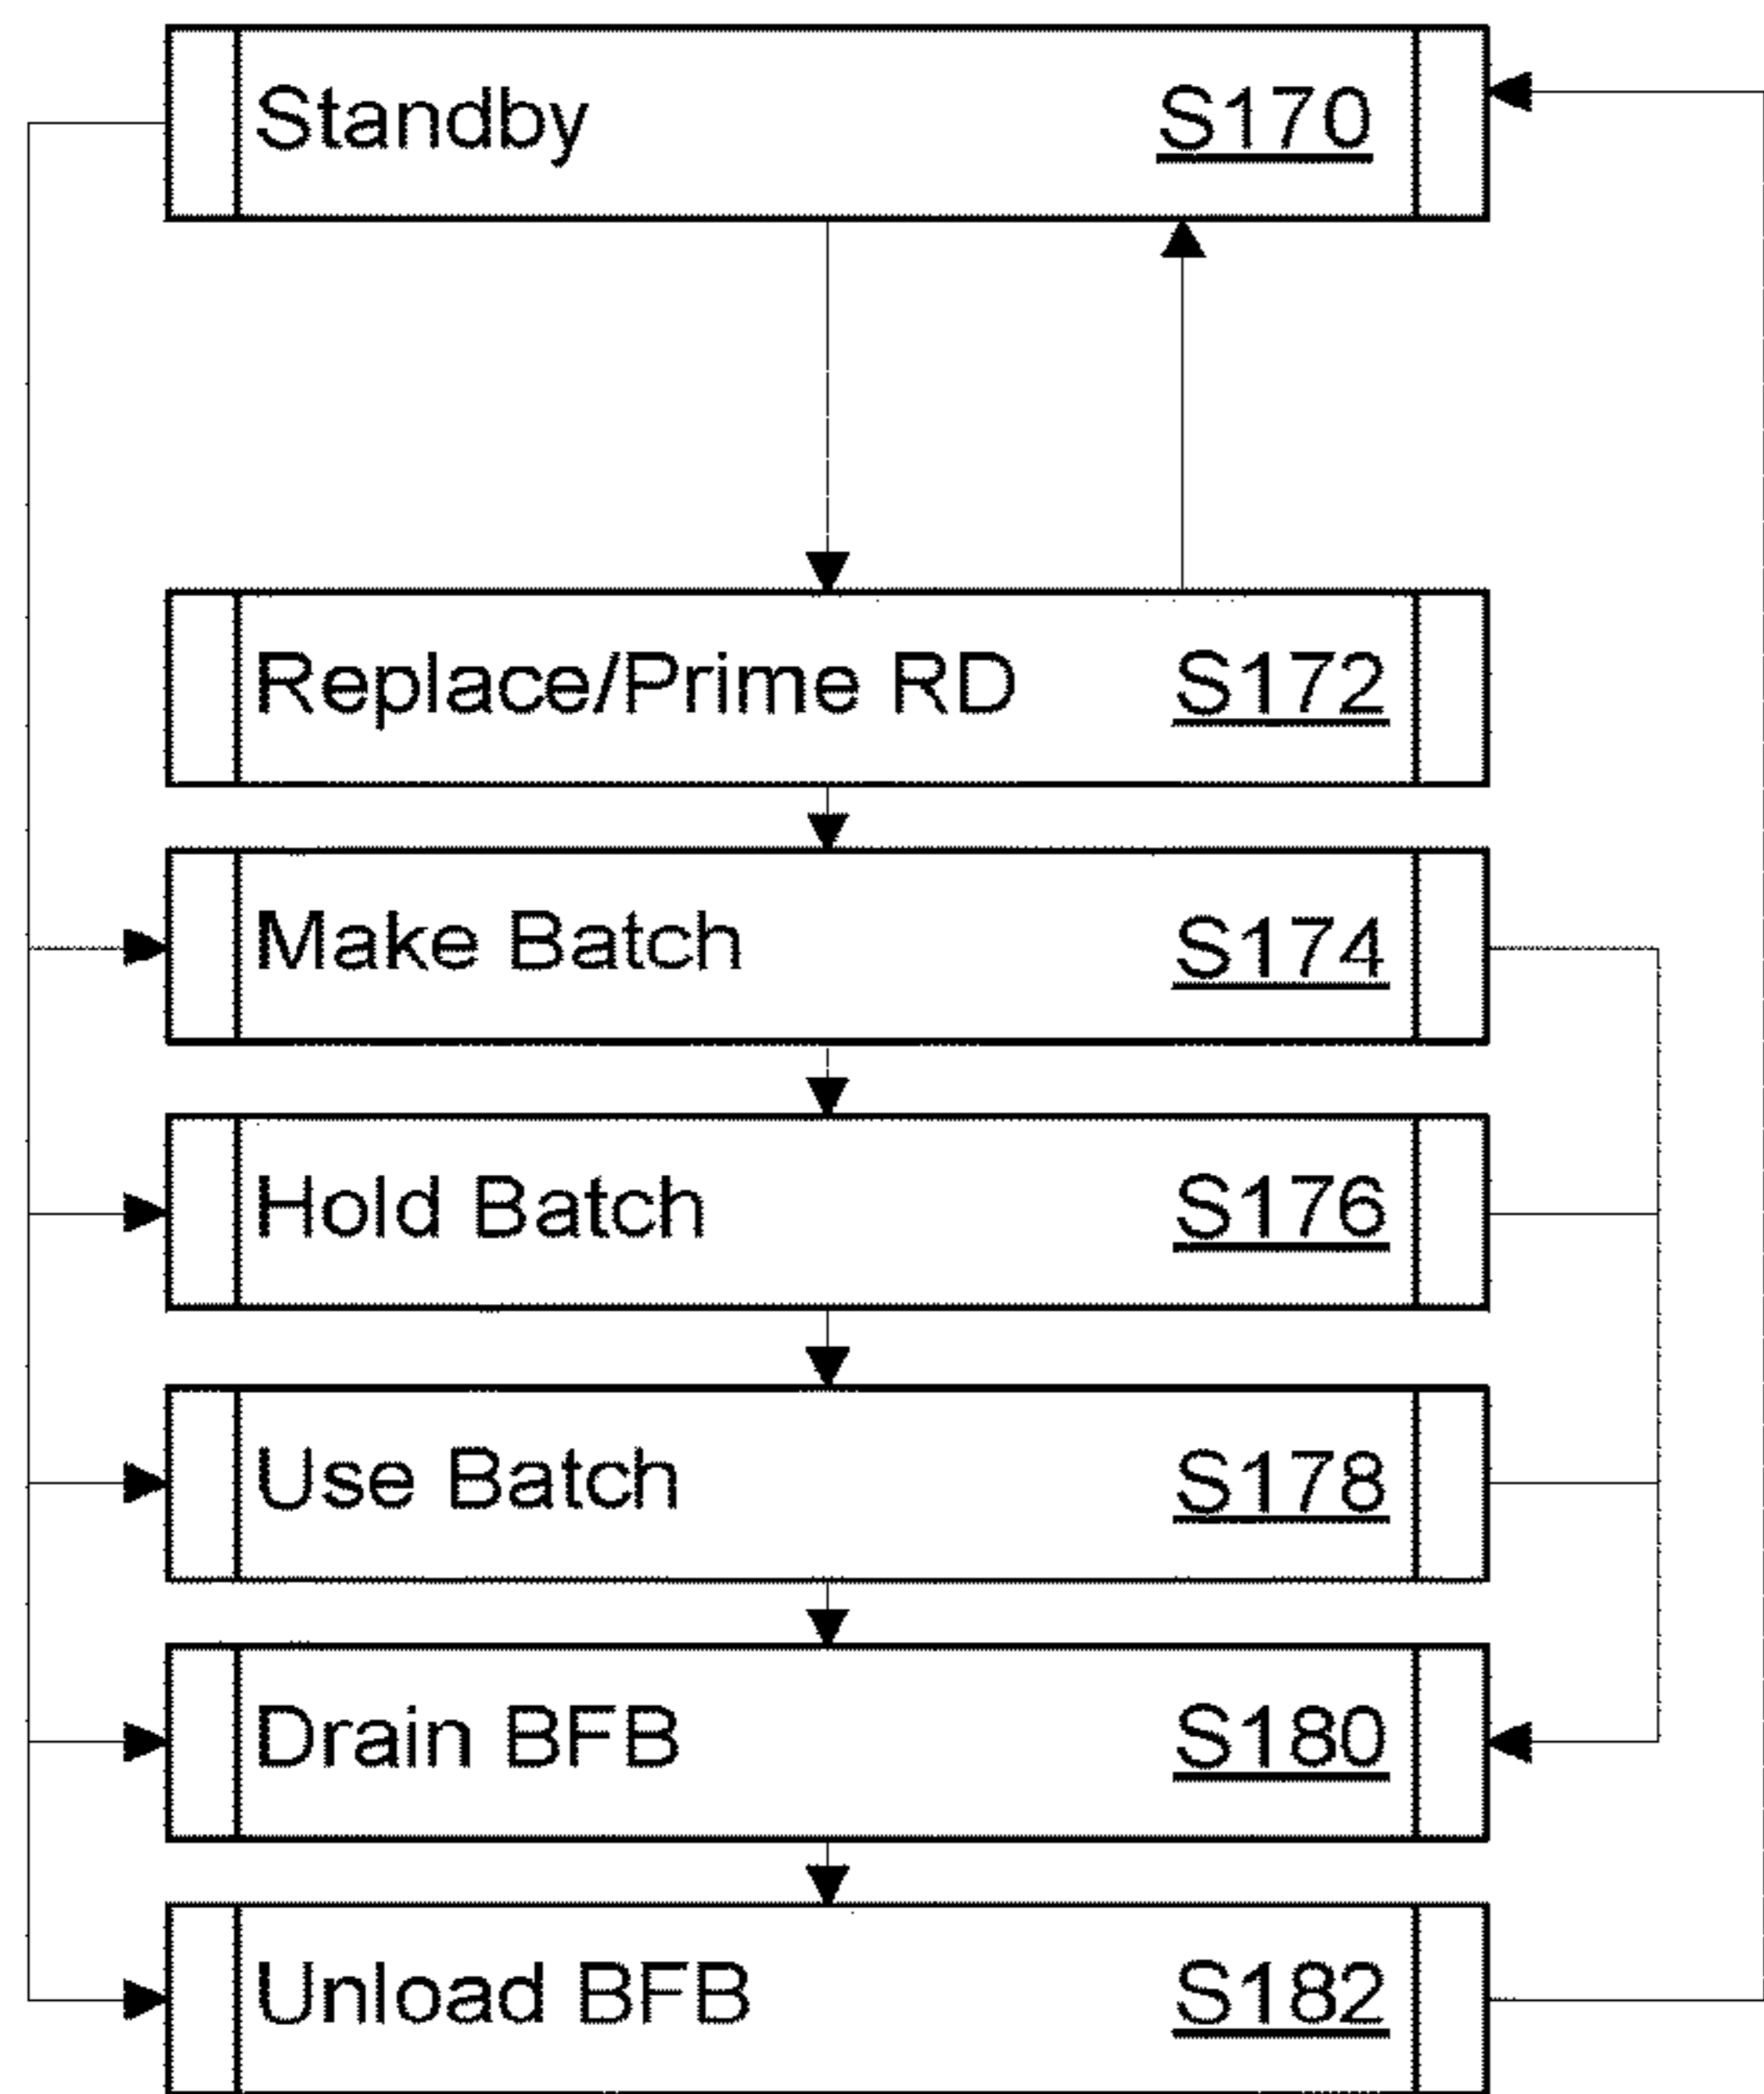 Standby S170
Replace/Prime RD S172
Make Batch S174
Hold Batch S176
Use Batch S178
Drain BFB S180
Unload BFB S182